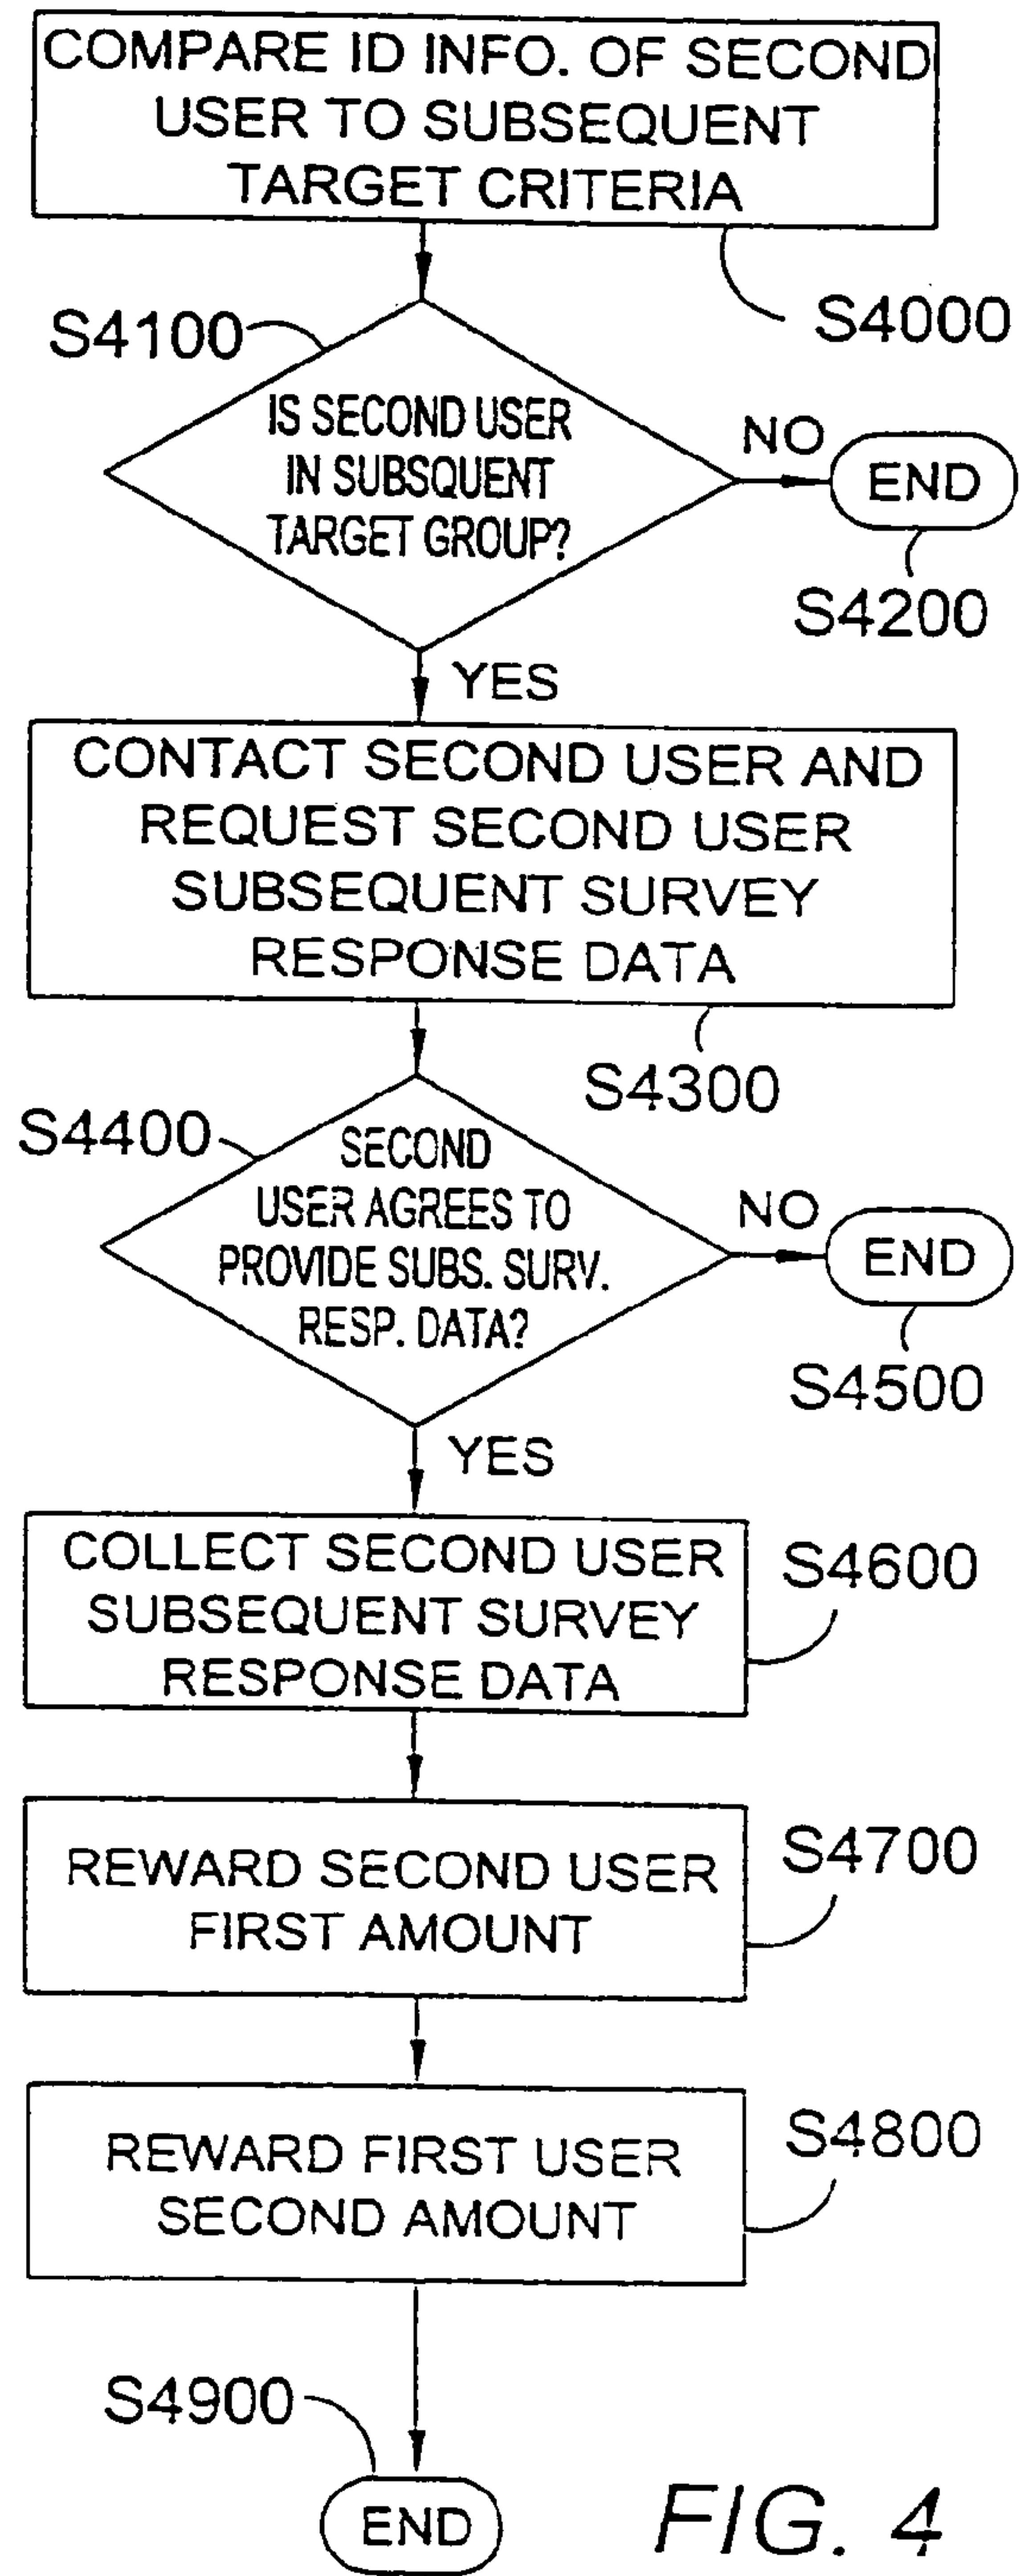 COMPARE ID INFO. OF SECOND
USER TO SUBSEQUENT
TARGET CRITERIA
S4000
S4100
IS SECOND USER
IN SUBSQUENT
TARGET GROUP?
NO
END
S4200
YES
CONTACT SECOND USER AND
REQUEST SECOND USER
SUBSEQUENT SURVEY
RESPONSE DATA
S4300
S4400
SECOND
USER AGREES TO
PROVIDE SUBS. SURV.
RESP. DATA?
NO
END
S4500
YES
COLLECT SECOND USER
SUBSEQUENT SURVEY
RESPONSE DATA
S4600
REWARD SECOND USER
FIRST AMOUNT
S4700
REWARD FIRST USER
SECOND AMOUNT
S4800
S4900
END
FIG. 4